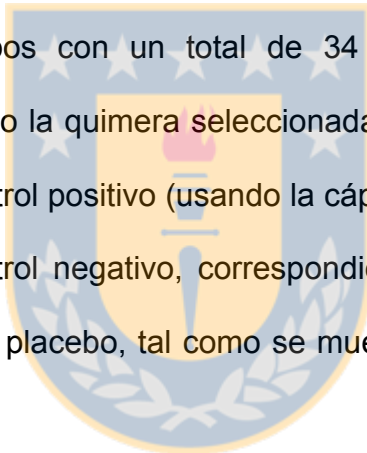 pos con un total de 34
o la quimera seleccionada
trol positivo (usando la cáp
trol negativo, correspondi
placebo, tal como se mue